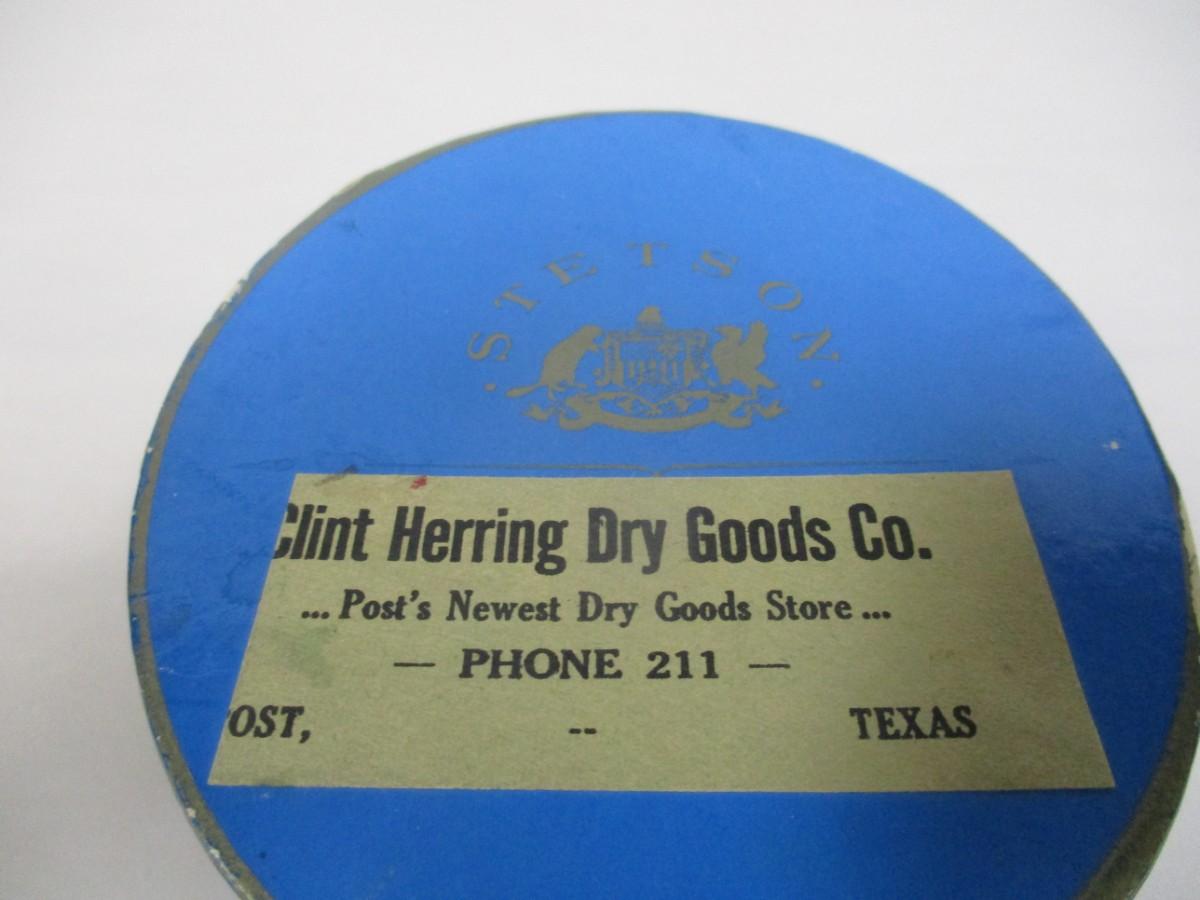 · STETSON ·
Clint Herring Dry Goods Co.
... Post's Newest Dry Goods Store ...
— PHONE 211 —
OST, -- TEXAS